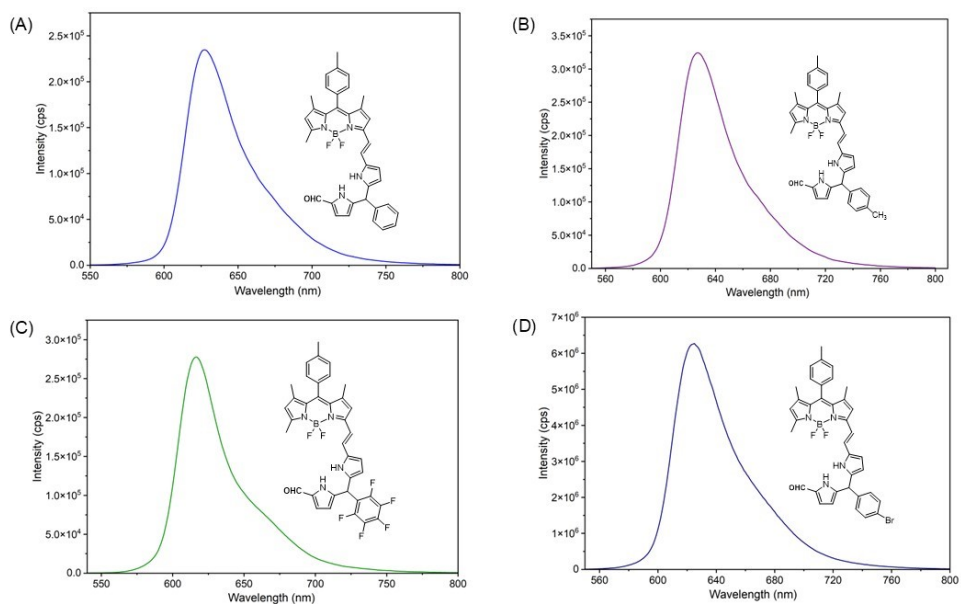 (A)
Intensity (cps)
2.5×10⁵
2.0×10⁵
1.5×10⁵
1.0×10⁵
5.0×10⁴
0.0
550 600 650 700 750 800
Wavelength (nm)
N B N
F F
HN
H
N
OHC
(B)
Intensity (cps)
3.5×10⁵
3.0×10⁵
2.5×10⁵
2.0×10⁵
1.5×10⁵
1.0×10⁵
5.0×10⁴
0.0
560 600 640 680 720 760 800
Wavelength (nm)
N B N
F F
HN
H
N
OHC
CH₃
(C)
Intensity (cps)
3.0×10⁵
2.5×10⁵
2.0×10⁵
1.5×10⁵
1.0×10⁵
5.0×10⁴
0.0
550 600 650 700 750 800
Wavelength (nm)
N B N
F F
HN
H
N
OHC
F F
F F
F
(D)
Intensity (cps)
7×10⁶
6×10⁶
5×10⁶
4×10⁶
3×10⁶
2×10⁶
1×10⁶
0
560 600 640 680 720 760 800
Wavelength (nm)
N B N
F F
HN
H
N
OHC
Br